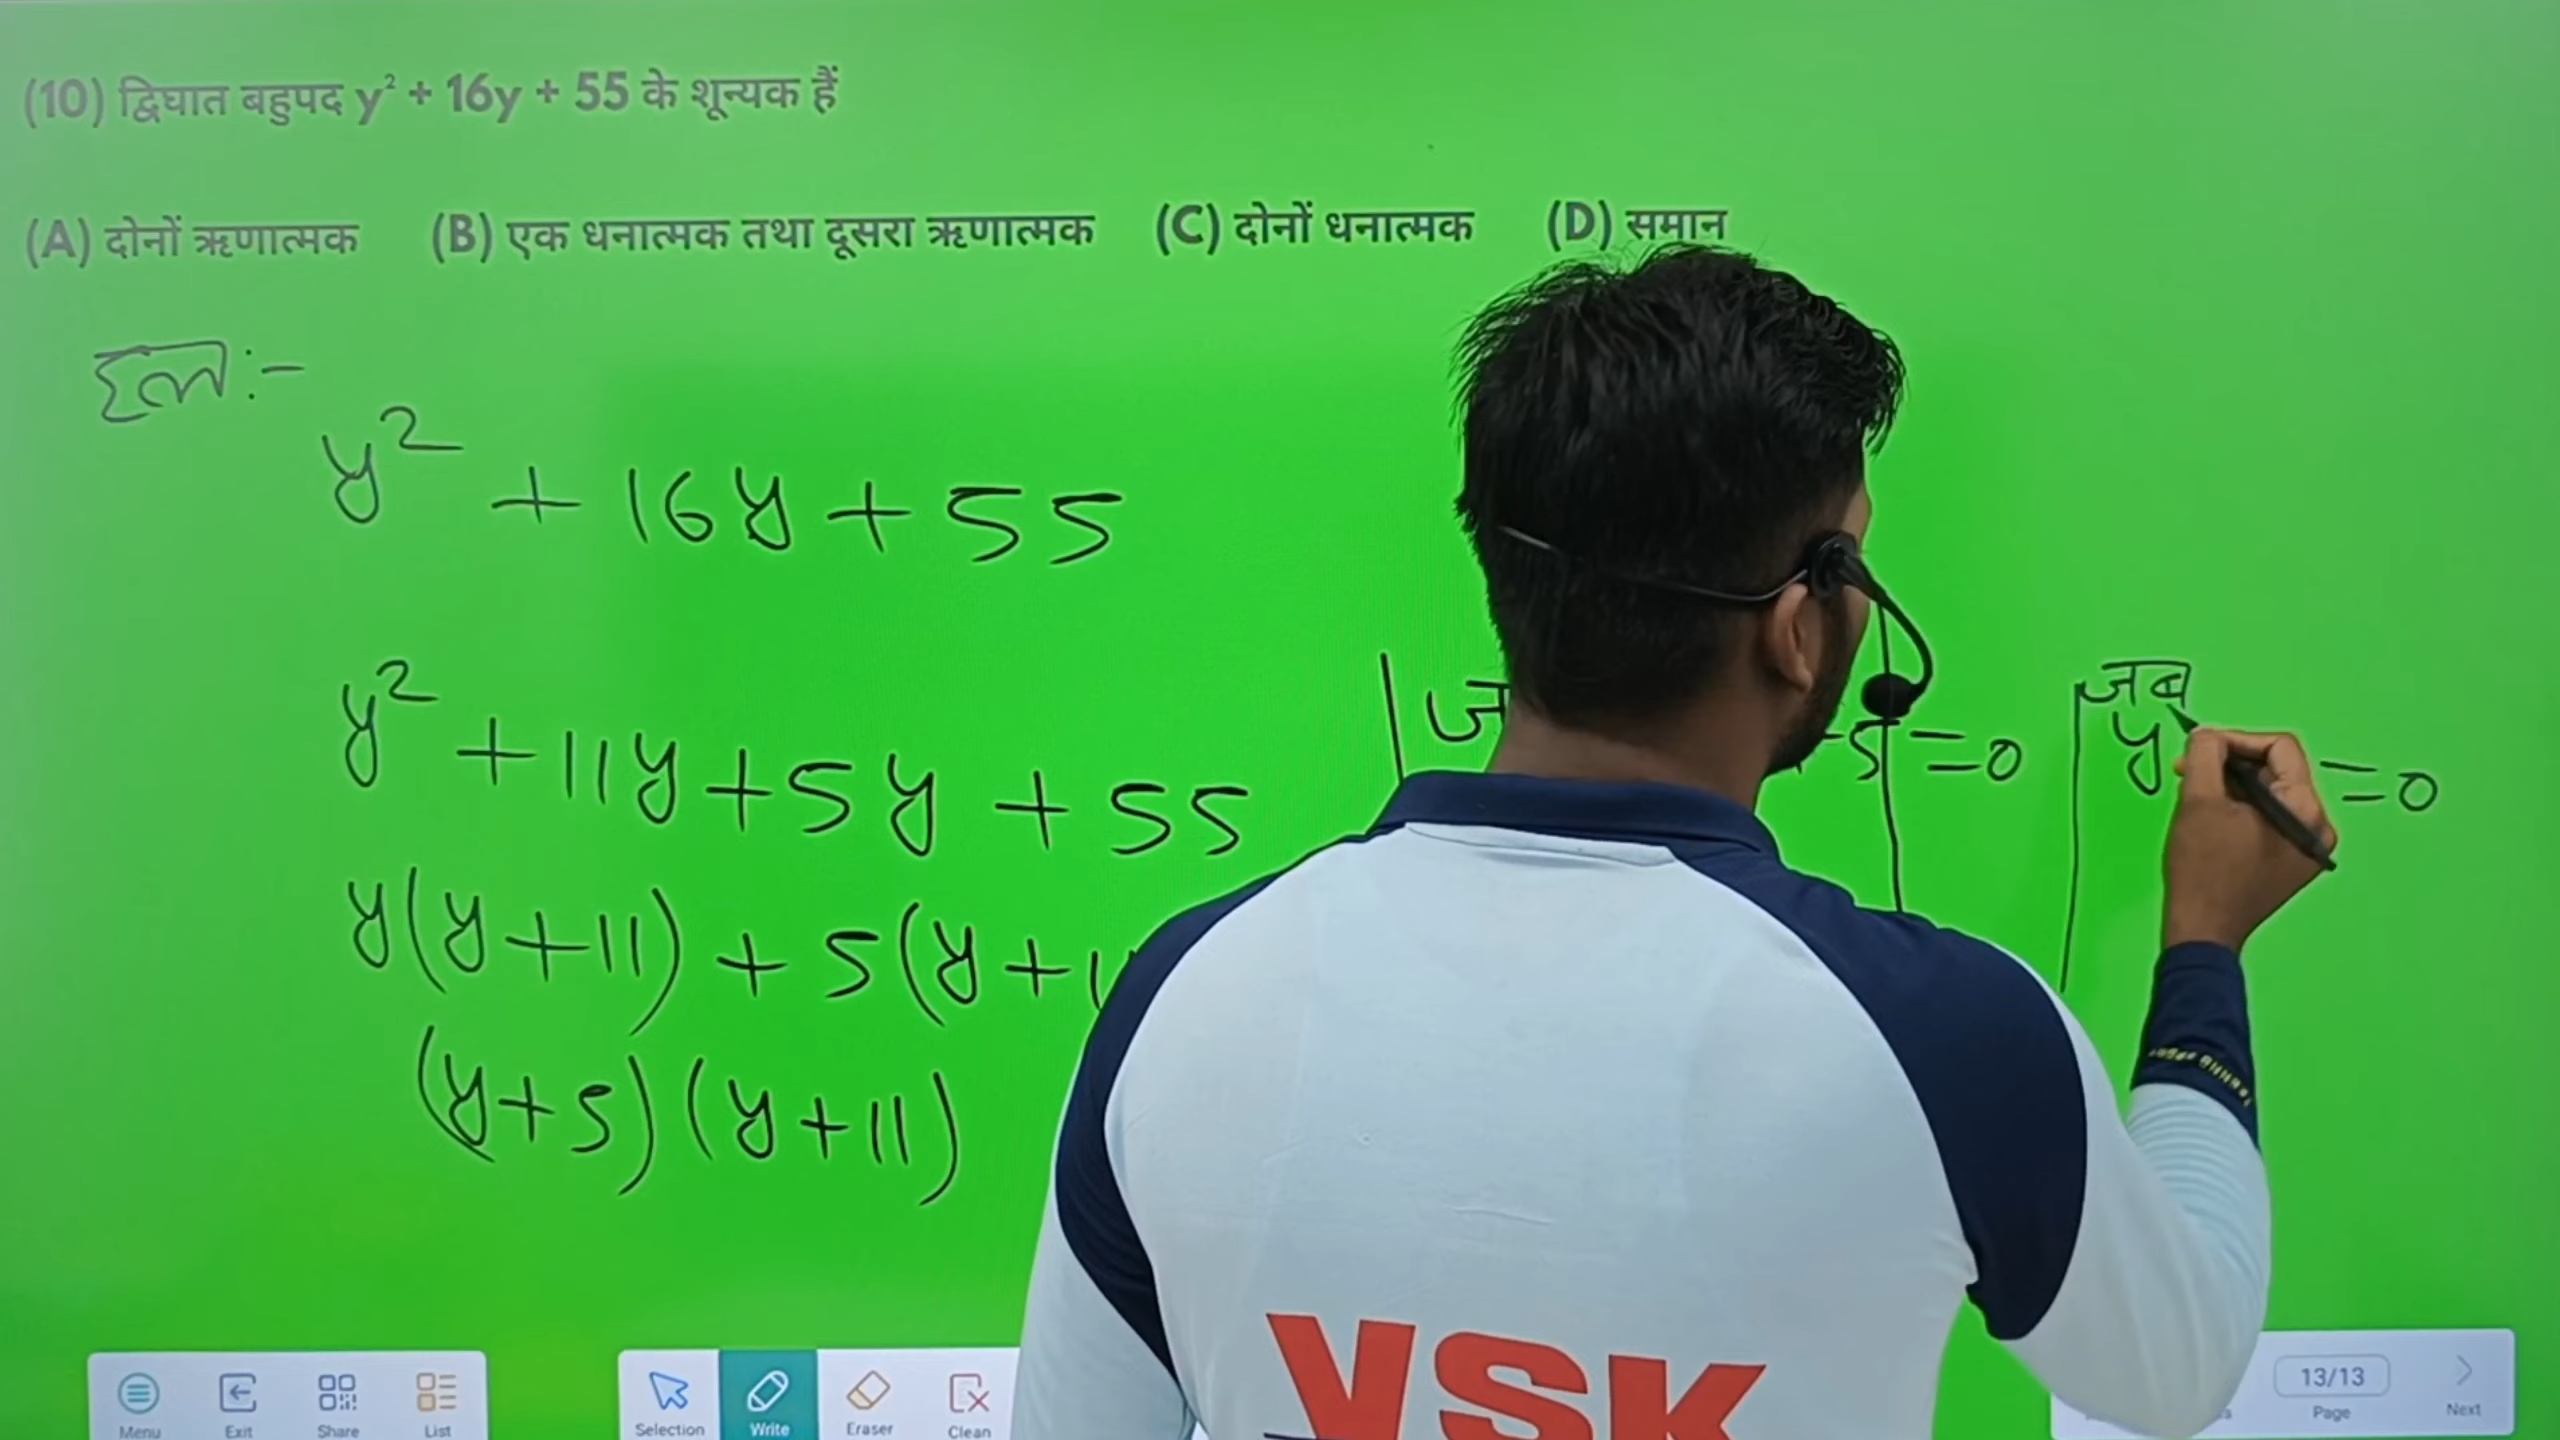 (10) द्विघात बहुपद y² + 16y + 55 के शून्यक हैं
(A) दोनों ऋणात्मक (B) एक धनात्मक तथा दूसरा ऋणात्मक (C) दोनों धनात्मक (D) समान
हल:-
y² + 16y + 55
y² + 11y + 5y + 55
y(y+11) + 5(y+1
(y+5)(y+11)
5 = 0
जब
y = 0
VSK
Menu Exit Share List
Selection Write Eraser Clean
13/13
Page Next